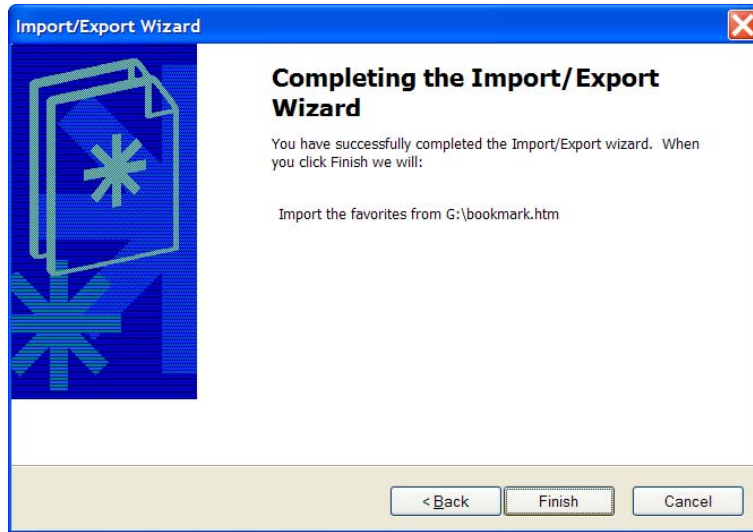 Import/Export Wizard
Completing the Import/Export
Wizard
You have successfully completed the Import/Export wizard. When
you click Finish we will:
Import the favorites from G:\bookmark.htm
< Back
Finish
Cancel